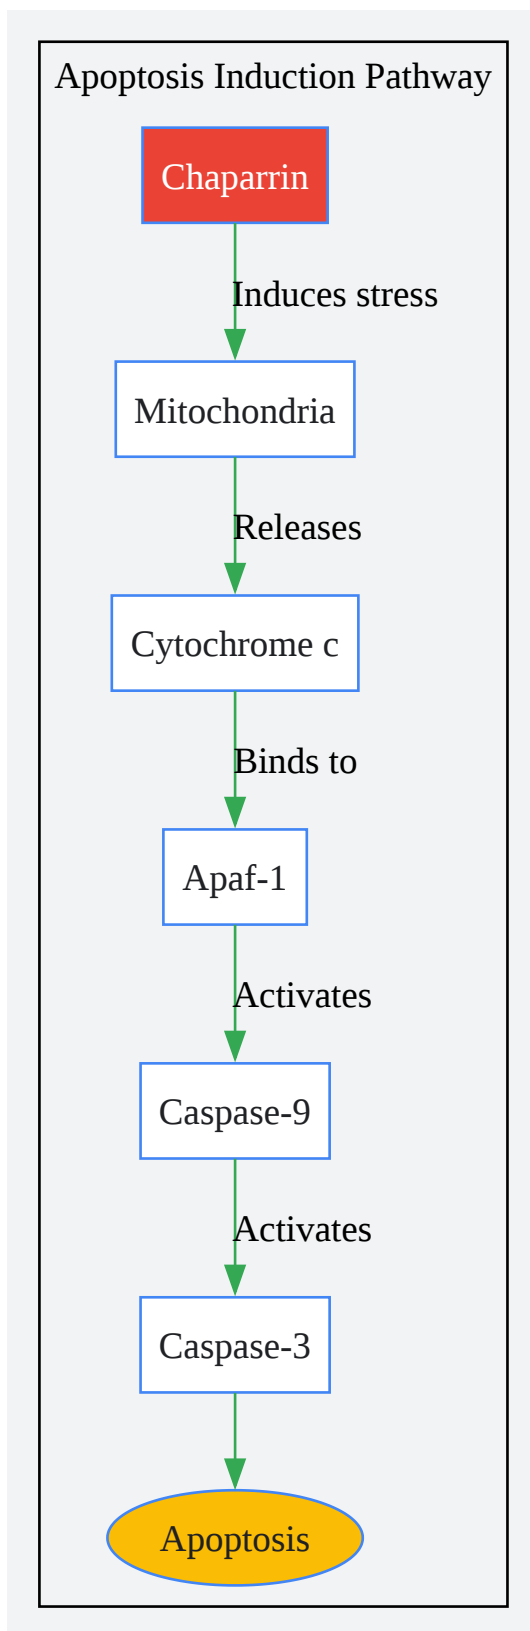 Apoptosis Induction Pathway
Chaparrin
Induces stress
Mitochondria
Releases
Cytochrome c
Binds to
Apaf-1
Activates
Caspase-9
Activates
Caspase-3
Apoptosis